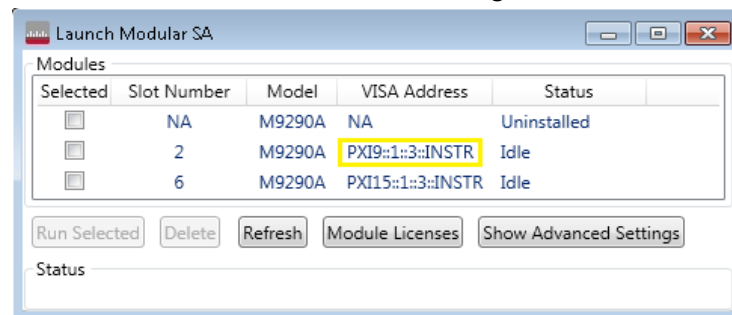 Launch Modular SA
Modules
Selected Slot Number Model VISA Address Status
NA M9290A NA Uninstalled
2 M9290A PXI9::1::3::INSTR Idle
6 M9290A PXI15::1::3::INSTR Idle
Run Selected Delete Refresh Module Licenses Show Advanced Settings
Status